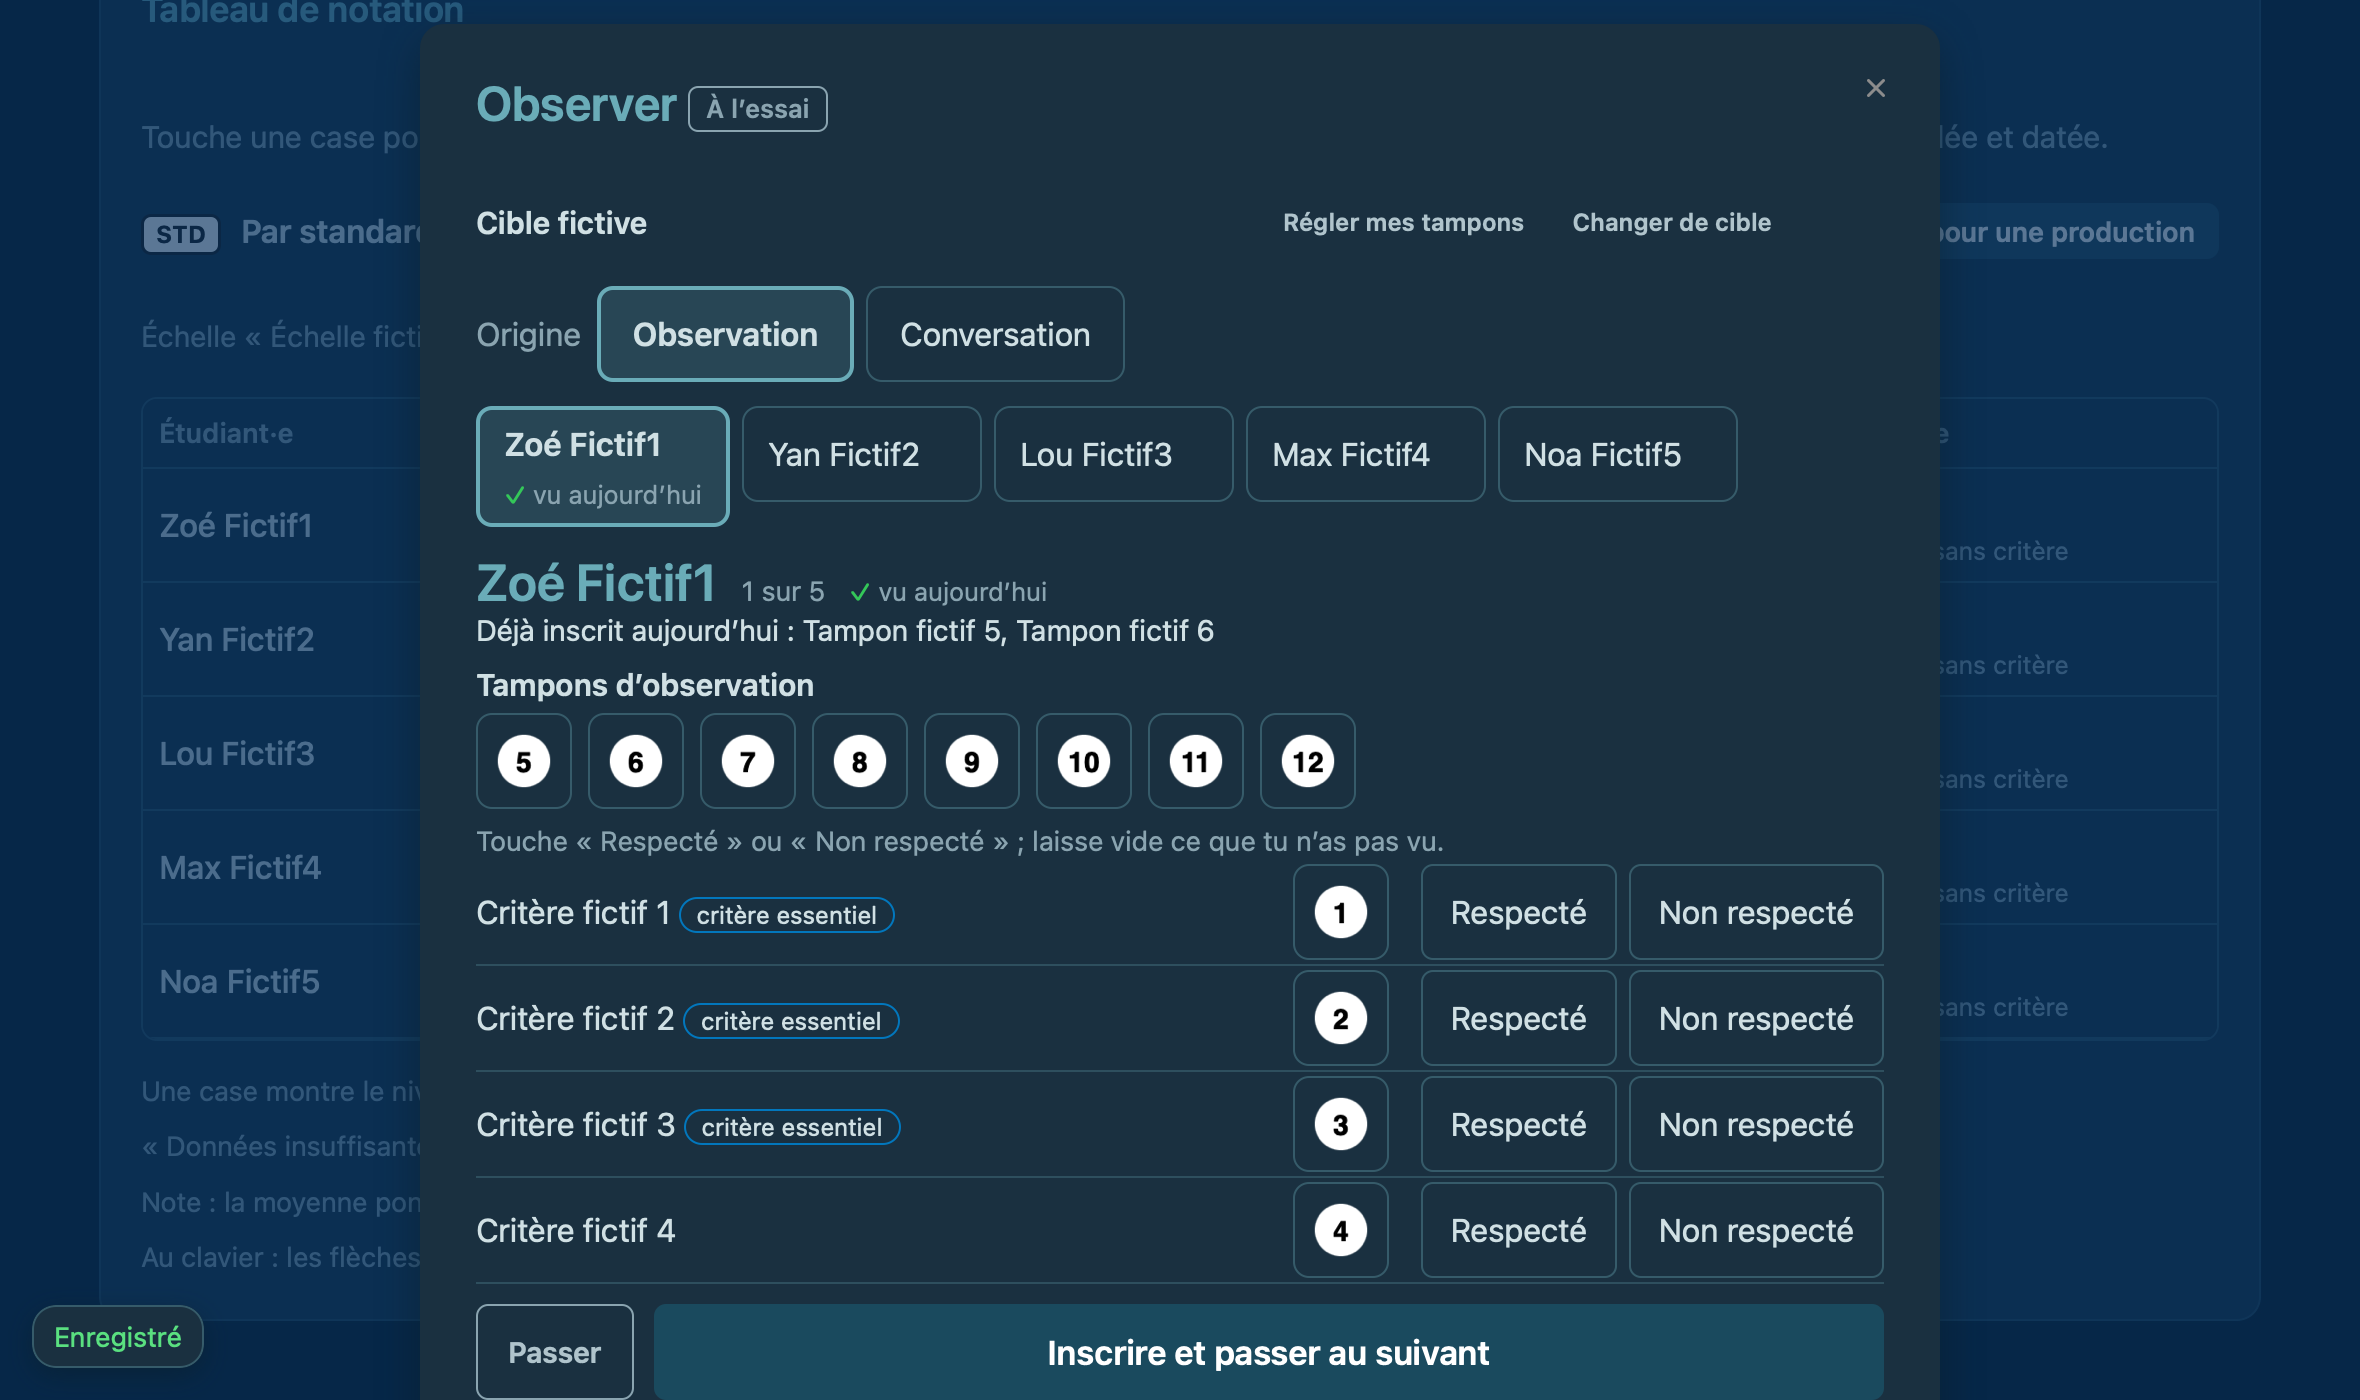 Tableau de notation
Observer À l’essai
×
Touche une case po
lée et datée.
Cible fictive Régler mes tampons Changer de cible
STD Par standar
pour une production
Origine Observation Conversation
Échelle « Échelle ficti
Zoé Fictif1
✓ vu aujourd’hui
Yan Fictif2
Lou Fictif3
Max Fictif4
Noa Fictif5
Étudiant·e
e
Zoé Fictif1
sans critère
Yan Fictif2
sans critère
Lou Fictif3
sans critère
Max Fictif4
sans critère
Noa Fictif5
sans critère
Zoé Fictif1 1 sur 5 ✓ vu aujourd’hui
Déjà inscrit aujourd’hui : Tampon fictif 5, Tampon fictif 6
Tampons d’observation
5 6 7 8 9 10 11 12
Touche « Respecté » ou « Non respecté » ; laisse vide ce que tu n’as pas vu.
Critère fictif 1 critère essentiel 1 Respecté Non respecté
Critère fictif 2 critère essentiel 2 Respecté Non respecté
Critère fictif 3 critère essentiel 3 Respecté Non respecté
Critère fictif 4 4 Respecté Non respecté
Une case montre le niv
« Données insuffisant
Note : la moyenne pon
Au clavier : les flèches
Passer Inscrire et passer au suivant
Enregistré